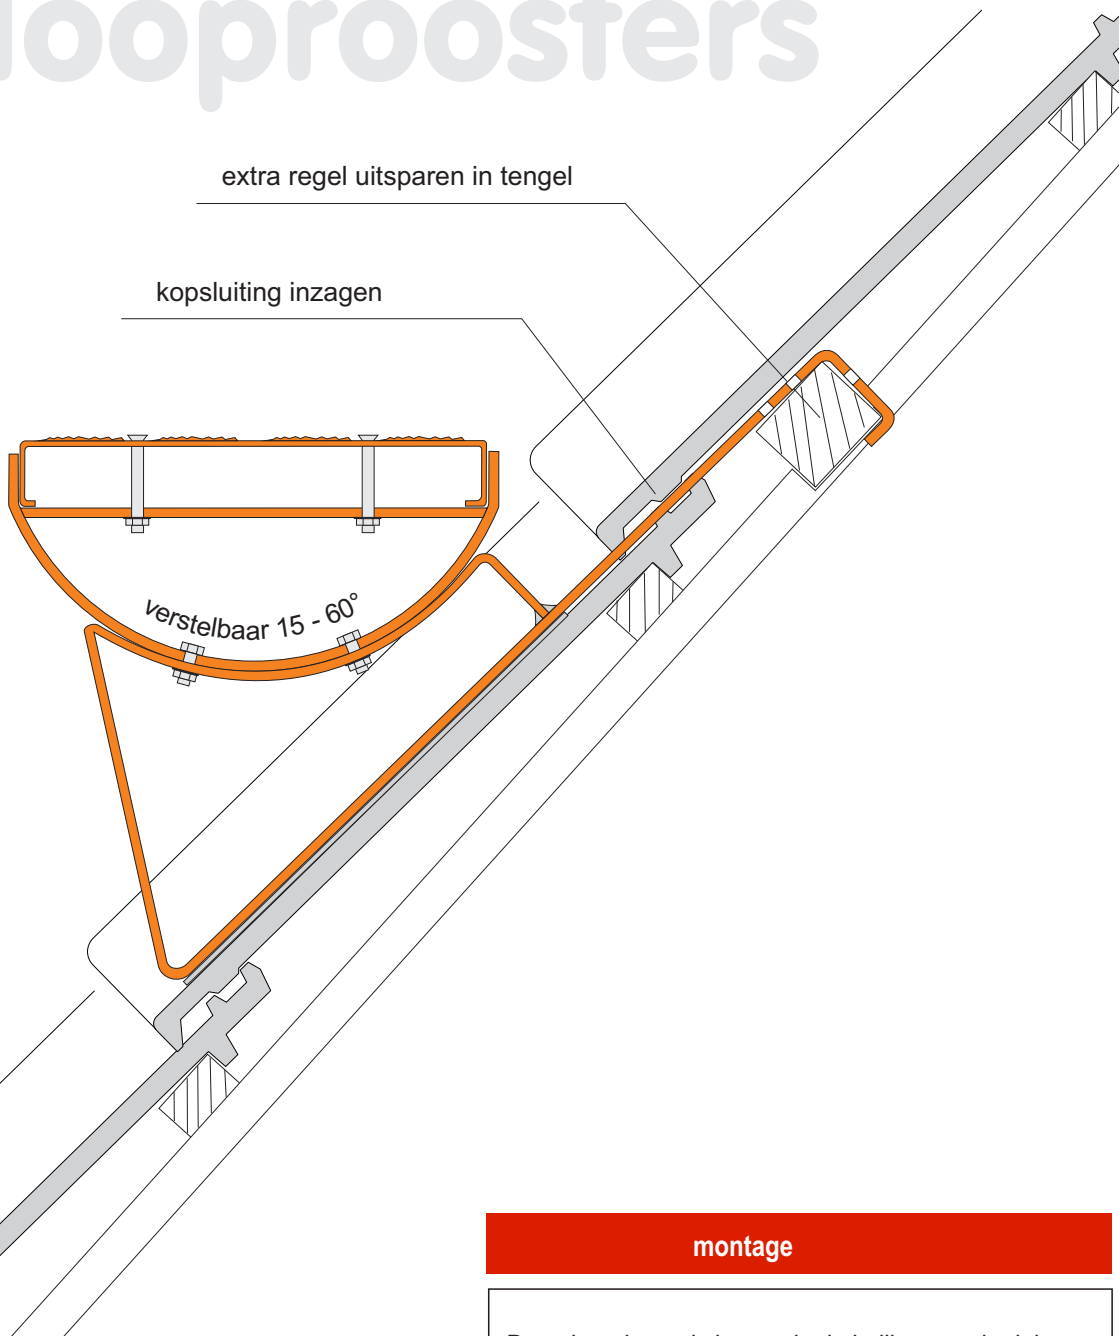 looproosters
extra regel uitsparen in tengel
kopsluiting inzagen
verstelbaar 15 - 60°
montage